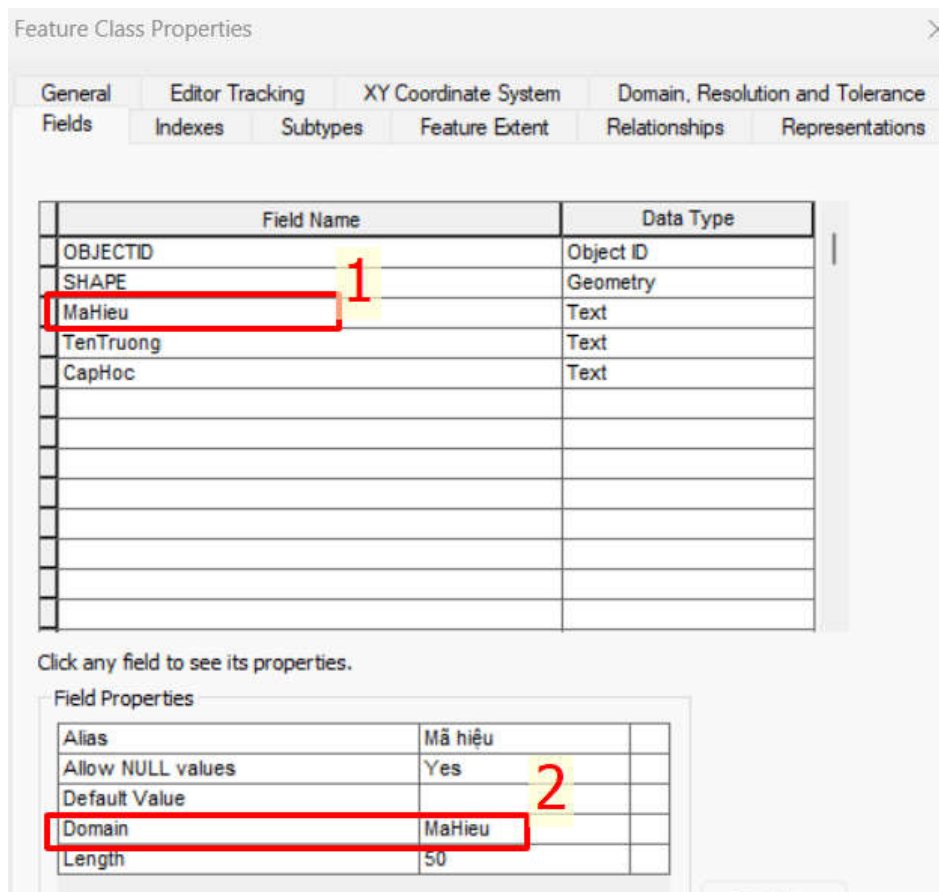 Feature Class Properties
General Editor Tracking XY Coordinate System Domain, Resolution and Tolerance
Fields Indexes Subtypes Feature Extent Relationships Representations
Field Name Data Type
OBJECTID Object ID
SHAPE Geometry
1
MaHieu Text
TenTruong Text
CapHoc Text
Click any field to see its properties.
Field Properties
Alias Mã hiệu
Allow NULL values Yes
2
Default Value
Domain MaHieu
Length 50